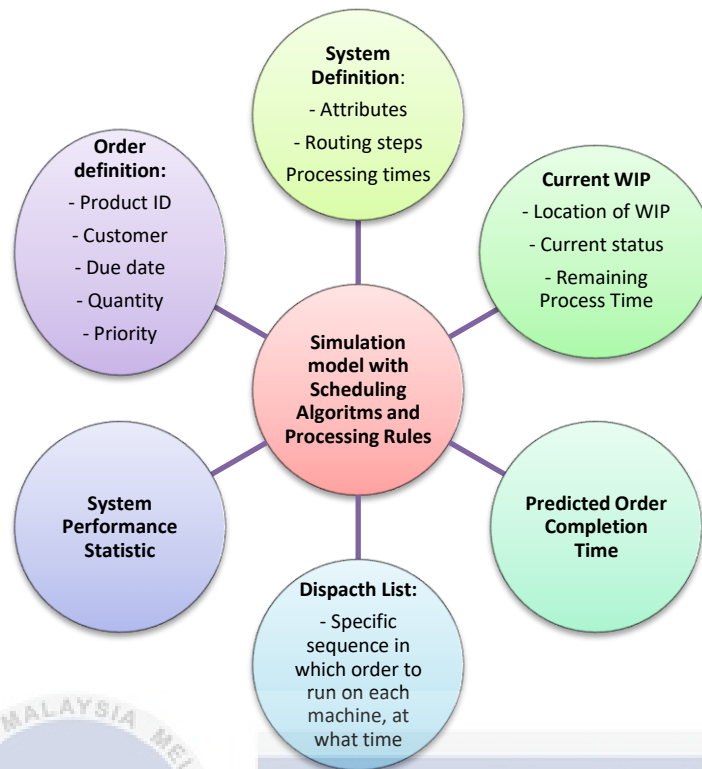 System
Definition:
- Attributes
- Routing steps
Processing times
Order
definition:
- Product ID
- Customer
- Due date
- Quantity
- Priority
Current WIP
- Location of WIP
- Current status
- Remaining
Process Time
Simulation
model with
Scheduling
Algoritms and
Processing Rules
System
Performance
Statistic
Predicted Order
Completion
Time
Dispacth List:
- Specific
sequence in
which order to
run on each
machine, at
what time
MALAYSIA